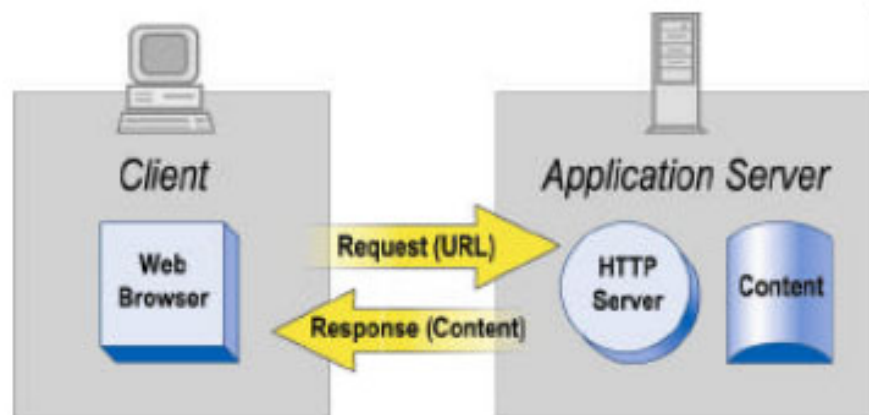 Client
Application Server
Web
Browser
Request (URL)
Response (Content)
HTTP
Server
Content